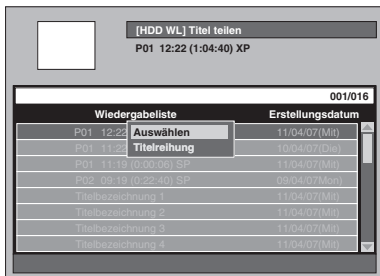 [HDD WL] Titel teilen
P01 12:22 (1:04:40) XP
001/016
Wiedergabeliste Erstellungsdatum
P01 12:22 11/04/07(Mit)
Auswählen
P01 11:22 10/04/07(Die)
Titelreihung
P01 11:19 (0:00:06) SP 11/04/07(Mit)
P02 09:19 (0:22:40) SP 09/04/07Mon)
Titelbezeichnung 1 11/04/07(Mit)
Titelbezeichnung 2 11/04/07(Mit)
Titelbezeichnung 3 11/04/07(Mit)
Titelbezeichnung 4 11/04/07(Mit)